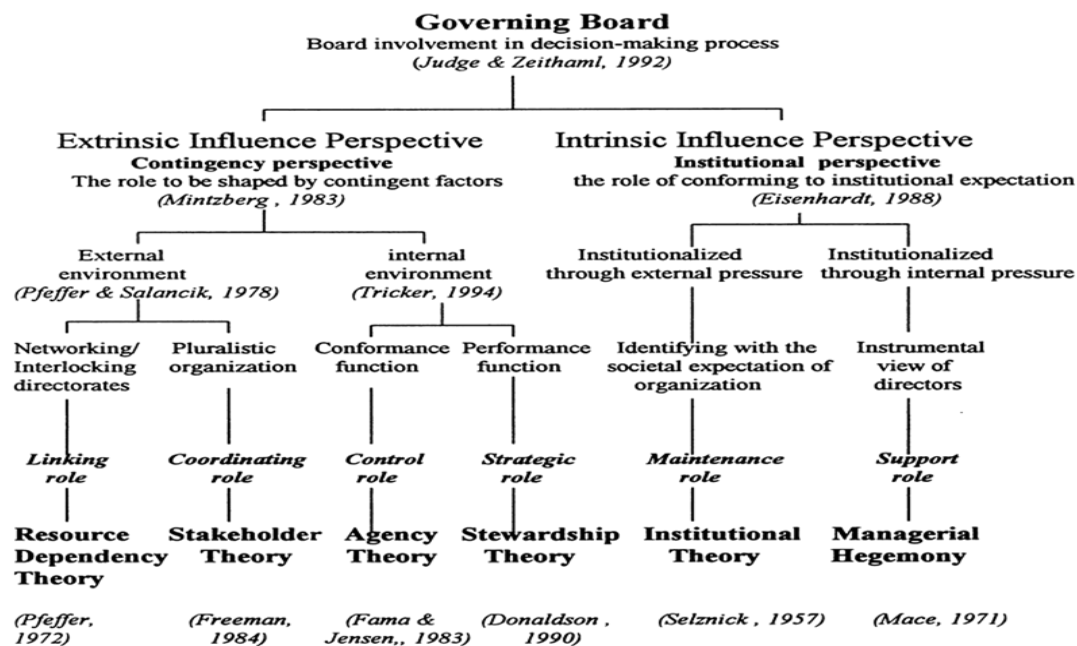 Governing Board
Board involvement in decision-making process
(Judge & Zeithaml, 1992)
Extrinsic Influence Perspective
Contingency perspective
The role to be shaped by contingent factors
(Mintzberg , 1983)
Intrinsic Influence Perspective
Institutional perspective
the role of conforming to institutional expectation
(Eisenhardt, 1988)
External
environment
(Pfeffer & Salancik, 1978)
internal
environment
(Tricker, 1994)
Institutionalized
through external pressure
Institutionalized
through internal pressure
Networking/
Interlocking
directorates
Pluralistic
organization
Conformance
function
Performance
function
Identifying with the
societal expectation of
organization
Instrumental
view of
directors
Linking
role
Coordinating
role
Control
role
Strategic
role
Maintenance
role
Support
role
Resource
Dependency
Theory
Stakeholder
Theory
Agency
Theory
Stewardship
Theory
Institutional
Theory
Managerial
Hegemony
(Pfeffer,
1972)
(Freeman,
1984)
(Fama &
Jensen,, 1983)
(Donaldson ,
1990)
(Selznick , 1957)
(Mace, 1971)